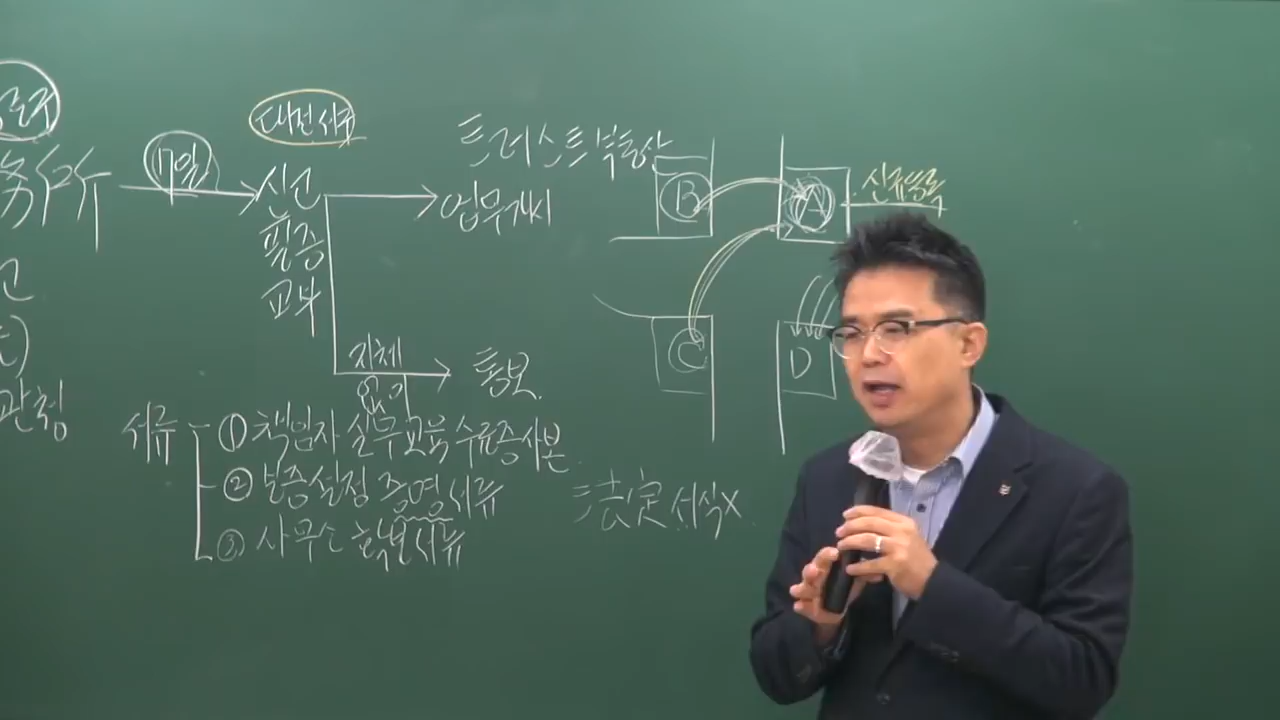 7일
대전 서구
신고
필증
교부
트러스트부동산
업무개시
지체
없이
통보
B
A
신규등록
C
D
고
관청
서류
① 책임자 실무교육 수료증사본
② 보증설정 증명서류
③ 사무소 확보서류
法定서식X